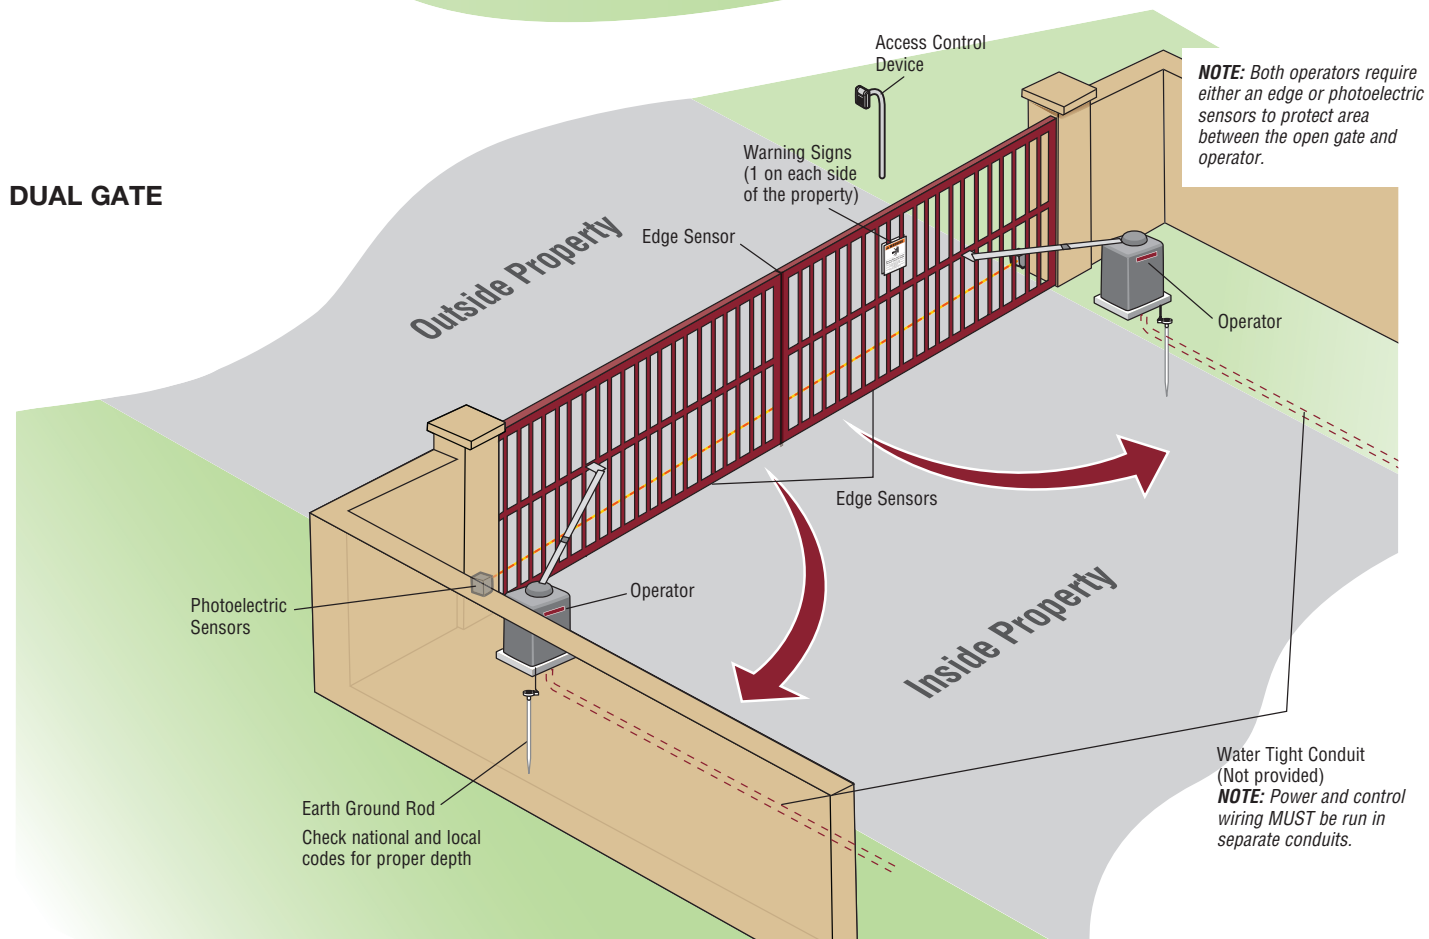 Access Control
Device
NOTE: Both operators require
either an edge or photoelectric
sensors to protect area
between the open gate and
operator.
Warning Signs
(1 on each side
of the property)
DUAL GATE
Edge Sensor
Outside Property
Operator
Edge Sensors
Operator
Photoelectric
Sensors
Inside Property
Water Tight Conduit
(Not provided)
NOTE: Power and control
wiring MUST be run in
separate conduits.
Earth Ground Rod
Check national and local
codes for proper depth